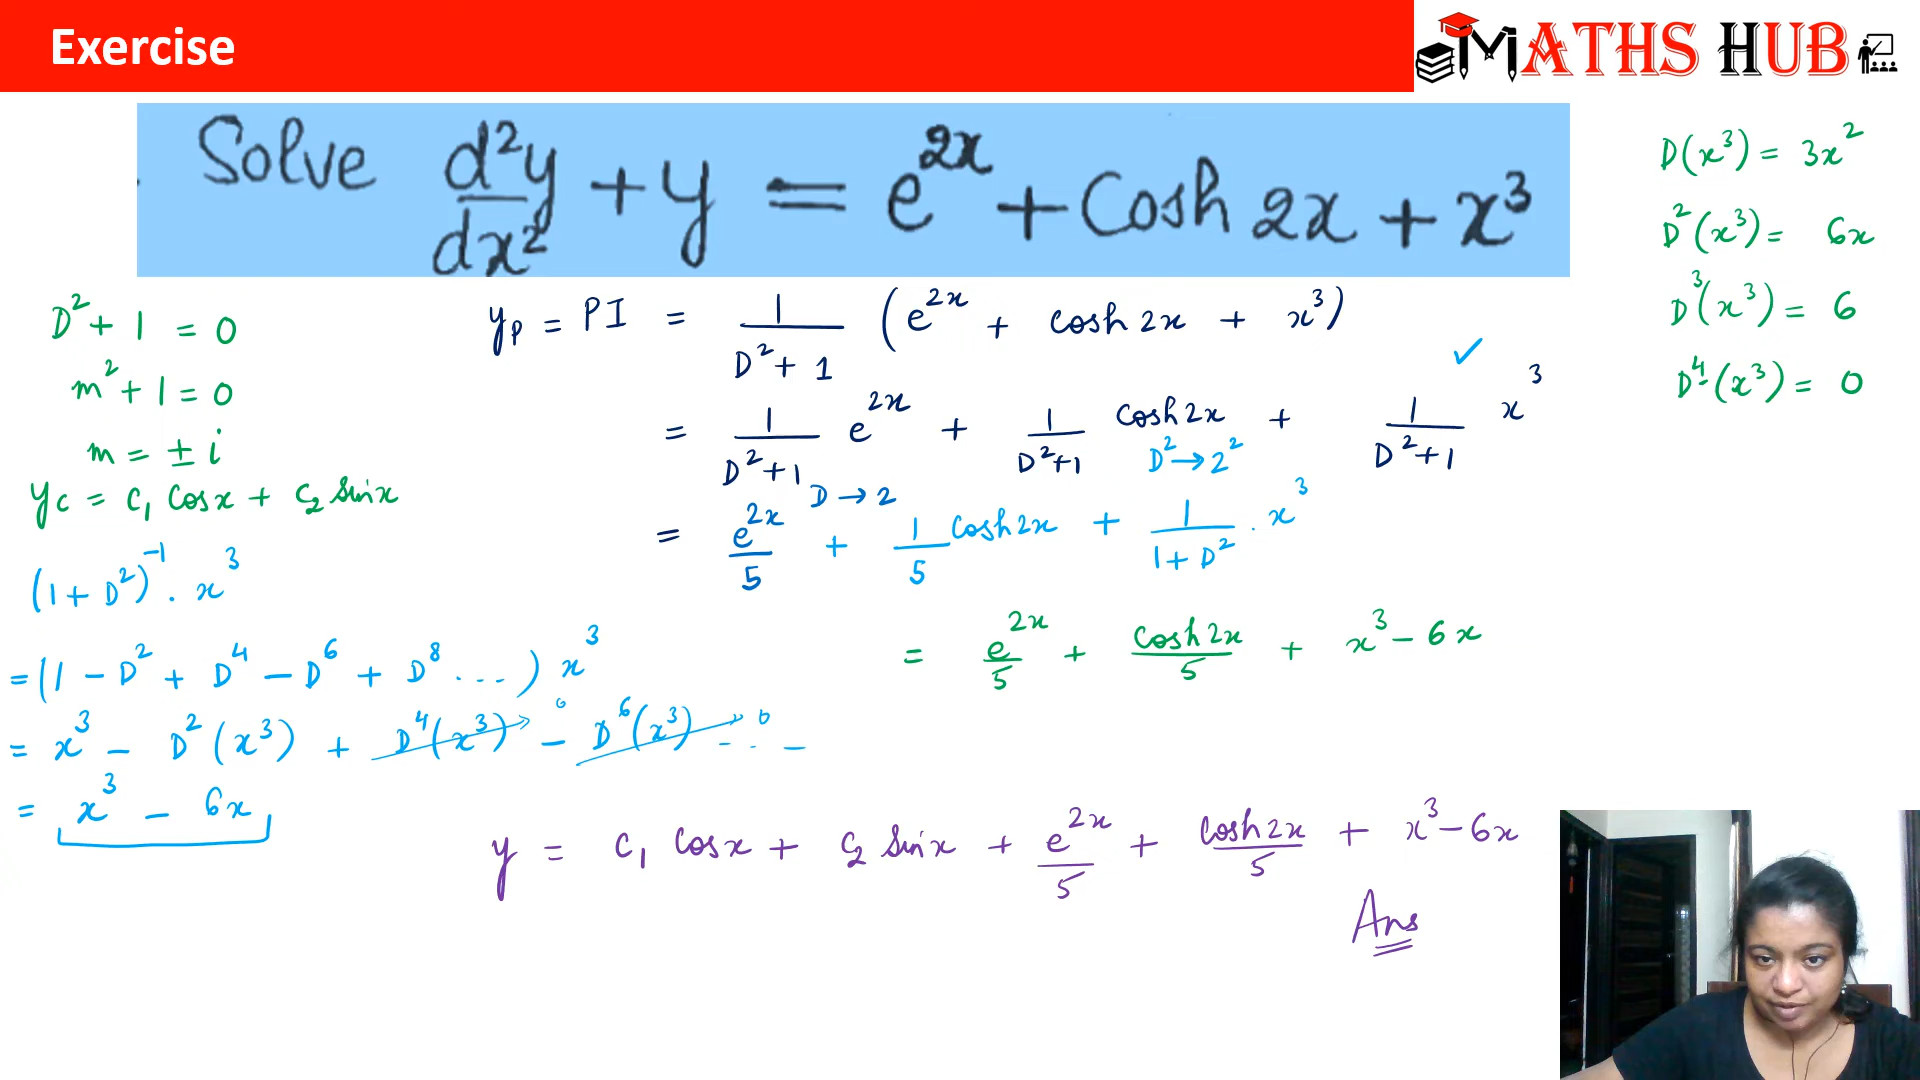 Exercise
MATHS HUB
Solve d²y/dx² + y = e^{2x} + Cosh 2x + x³
D(x³) = 3x²
D²(x³) = 6x
D³(x³) = 6
D⁴(x³) = 0
D² + 1 = 0
m² + 1 = 0
m = ± i
y_c = C₁ Cos x + C₂ Sin x
(1 + D²)⁻¹ . x³
= (1 − D² + D⁴ − D⁶ + D⁸ ...) x³
= x³ − D²(x³) + D⁴(x³) → 0 − D⁶(x³) → 0 - . . -
= x³ − 6x
y_p = PI = 1/(D² + 1) (e^{2x} + cosh 2x + x³)
= 1/(D² + 1) e^{2x} + 1/(D² + 1) cosh 2x + 1/(D² + 1) x³ ✓
D → 2
D² → 2²
= e^{2x}/5 + 1/5 cosh 2x + 1/(1 + D²) . x³
= e^{2x}/5 + cosh 2x/5 + x³ − 6x
y = C₁ Cos x + C₂ Sin x + e^{2x}/5 + cosh 2x/5 + x³ − 6x
Ans